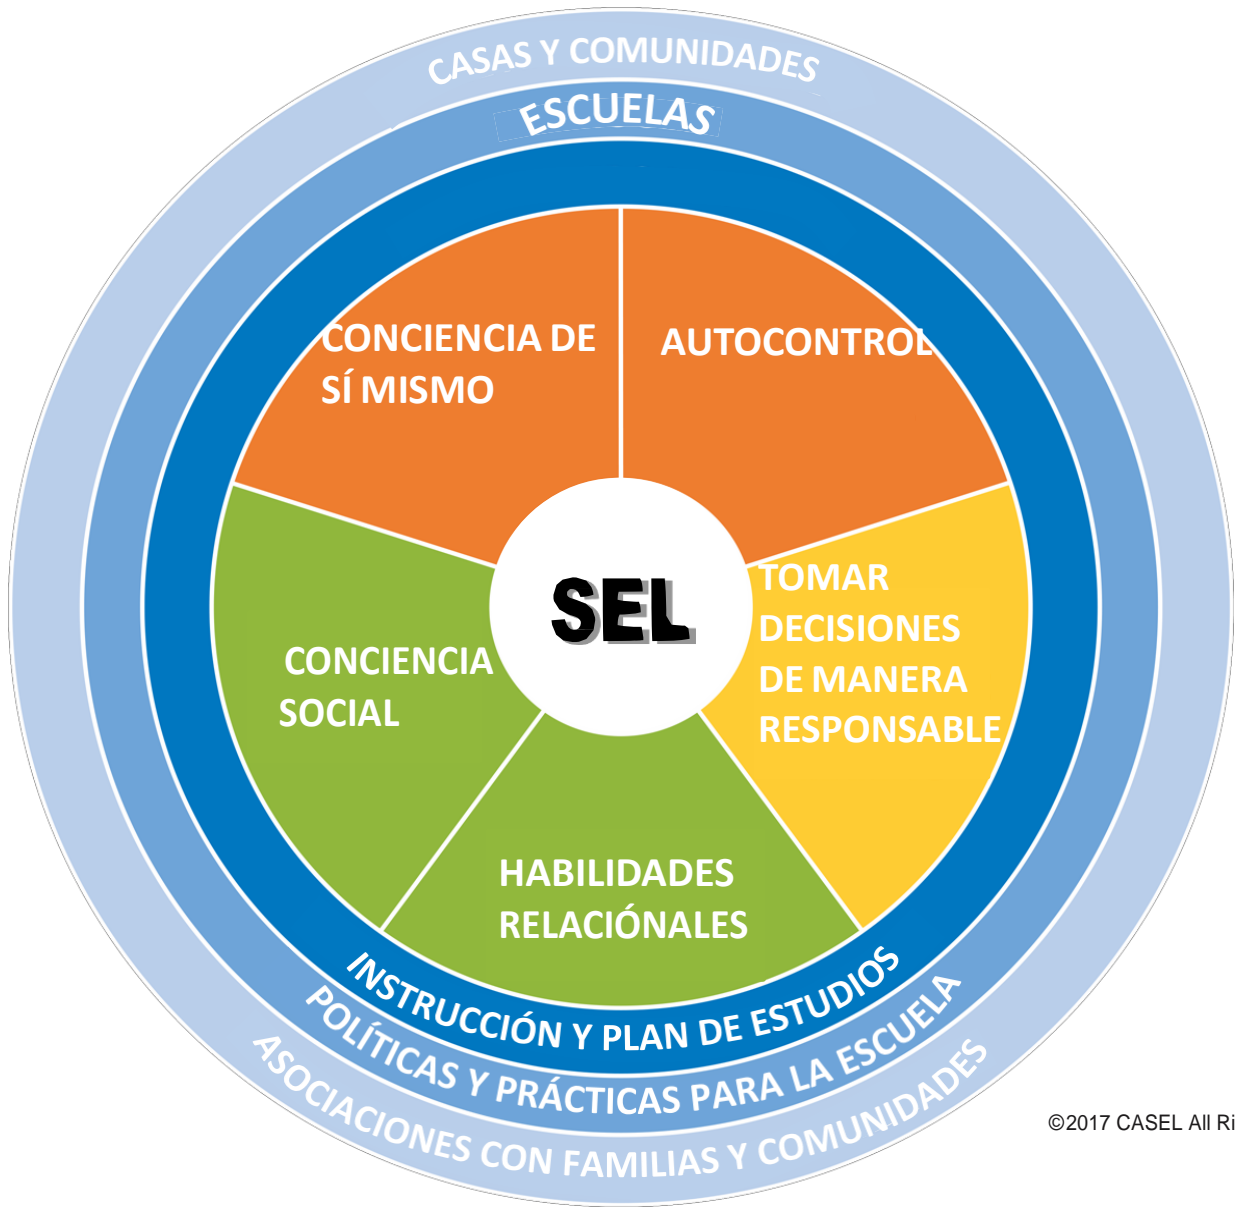 CASAS Y COMUNIDADES
ESCUELAS
CONCIENCIA DE
SÍ MISMO
AUTOCONTROL
SEL
TOMAR
DECISIONES
DE MANERA
RESPONSABLE
CONCIENCIA
SOCIAL
HABILIDADES
RELACIÓNALES
INSTRUCCIÓN Y PLAN DE ESTUDIOS
POLÍTICAS Y PRÁCTICAS PARA LA ESCUELA
ASOCIACIONES CON FAMILIAS Y COMUNIDADES
©2017 CASEL All Ri